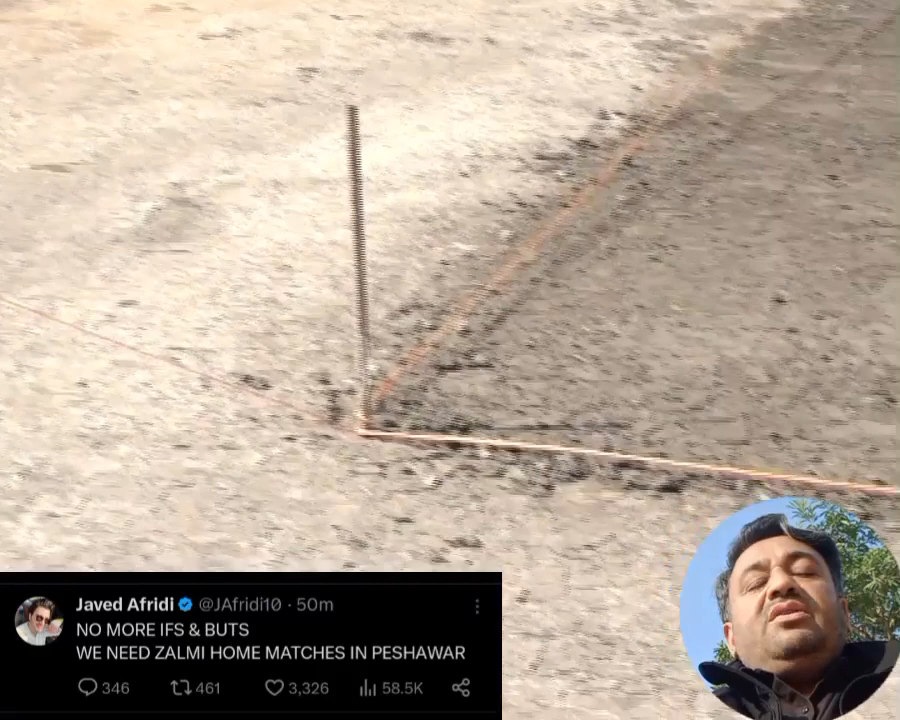 Javed Afridi @JAfridi10 · 50m
NO MORE IFS & BUTS
WE NEED ZALMI HOME MATCHES IN PESHAWAR
346 461 3,326 58.5K